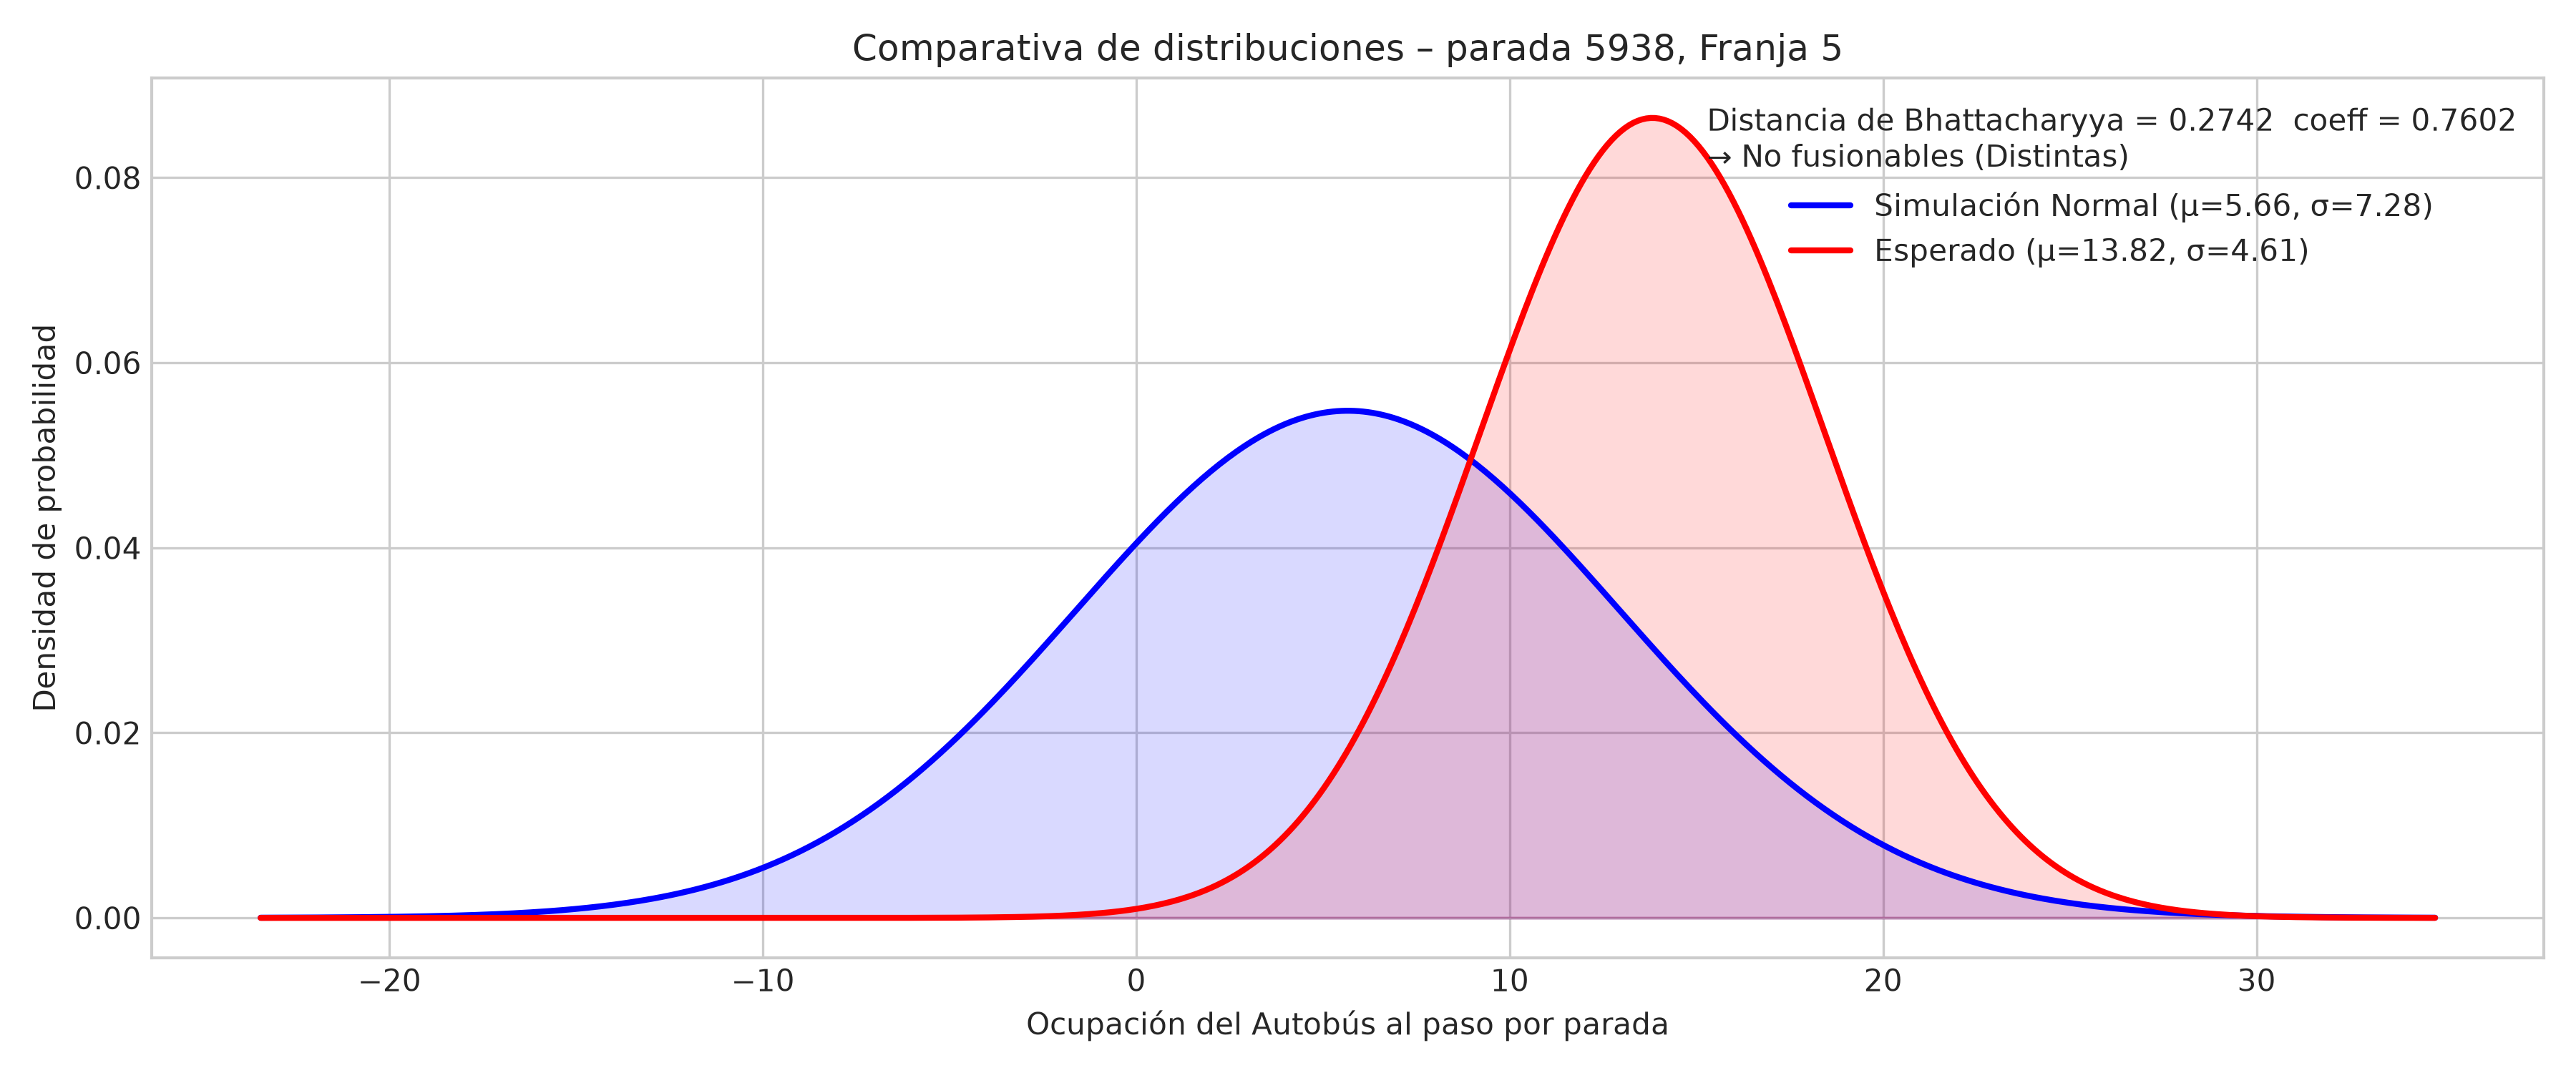 Comparativa de distribuciones – parada 5938, Franja 5
Distancia de Bhattacharyya = 0.2742  coeff = 0.7602
→ No fusionables (Distintas)
Simulación Normal (μ=5.66, σ=7.28)
Esperado (μ=13.82, σ=4.61)
Densidad de probabilidad
0.08
0.06
0.04
0.02
0.00
−20
−10
0
10
20
30
Ocupación del Autobús al paso por parada